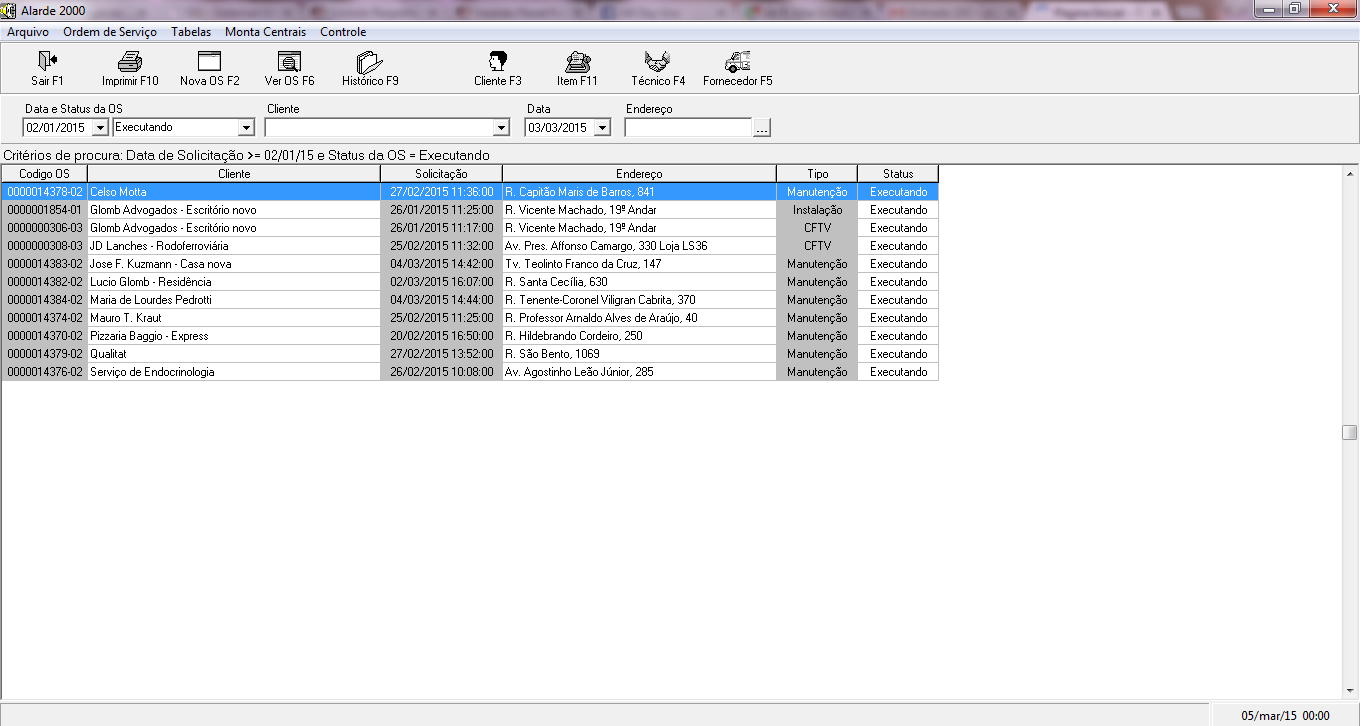 Alarde 2000
Arquivo Ordem de Serviço Tabelas Monta Centrais Controle
Sair F1 Imprimir F10 Nova OS F2 Ver OS F6 Histórico F9 Cliente F3 Item F11 Técnico F4 Fornecedor F5
Data e Status da OS Cliente Data Endereço
02/01/2015 Executando 03/03/2015 ...
Critérios de procura: Data de Solicitação >= 02/01/15 e Status da OS = Executando
Codigo OS Cliente Solicitação Endereço Tipo Status
0000014378-02 Celso Motta 27/02/2015 11:36:00 R. Capitão Maris de Barros, 841 Manutenção Executando
0000001854-01 Glomb Advogados - Escritório novo 26/01/2015 11:25:00 R. Vicente Machado, 19º Andar Instalação Executando
0000000306-03 Glomb Advogados - Escritório novo 26/01/2015 11:17:00 R. Vicente Machado, 19º Andar CFTV Executando
0000000308-03 JD Lanches - Rodoferroviária 25/02/2015 11:32:00 Av. Pres. Affonso Camargo, 330 Loja LS36 CFTV Executando
0000014383-02 Jose F. Kuzmann - Casa nova 04/03/2015 14:42:00 Tv. Teolinto Franco da Cruz, 147 Manutenção Executando
0000014382-02 Lucio Glomb - Residência 02/03/2015 16:07:00 R. Santa Cecília, 630 Manutenção Executando
0000014384-02 Maria de Lourdes Pedrotti 04/03/2015 14:44:00 R. Tenente-Coronel Viligran Cabrita, 370 Manutenção Executando
0000014374-02 Mauro T. Kraut 25/02/2015 11:25:00 R. Professor Arnaldo Alves de Araújo, 40 Manutenção Executando
0000014370-02 Pizzaria Baggio - Express 20/02/2015 16:50:00 R. Hildebrando Cordeiro, 250 Manutenção Executando
0000014379-02 Qualitat 27/02/2015 13:52:00 R. São Bento, 1069 Manutenção Executando
0000014376-02 Serviço de Endocrinologia 26/02/2015 10:08:00 Av. Agostinho Leão Júnior, 285 Manutenção Executando
05/mar/15 00:00